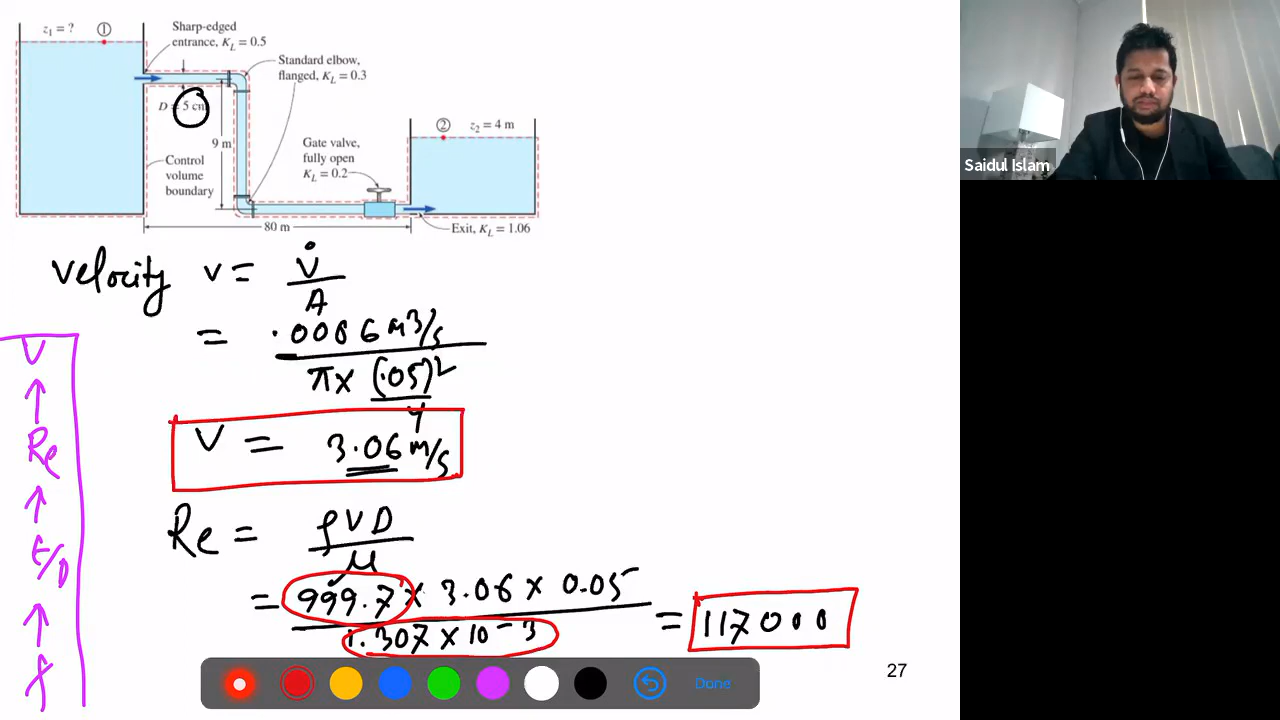 z₁ = ?
①
Sharp-edged
entrance, K_L = 0.5
Standard elbow,
flanged, K_L = 0.3
D = 5 cm
②
z₂ = 4 m
9 m
Gate valve,
fully open
K_L = 0.2
Control
volume
boundary
80 m
Exit, K_L = 1.06
Saidul Islam
velocity v = V̇ / A
= .006 m³/s / π × (.05)² / 4
V = 3.06 m/s
Re = ρ V D / μ
= 999.7 × 3.06 × 0.05 / 1.307 × 10⁻³ = 117000
V
↑
Re
↑
ε/D
↑
f
Done
27